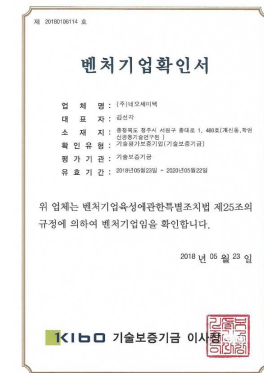 제 20180106114 호
벤처기업확인서
업 체 명 : (주)네오세미텍
대 표 자 : 김선각
소 재 지 : 충청북도 청주시 서원구 충대로 1, 469호(개신동,학연
산공동기술연구원 )
확 인 유 형 : 기술평가보증기업[기술보증기금]
평 가 기 관 : 기술보증기금
유 효 기 간 : 2018년05월23일 ~ 2020년05월22일
위 업체는 벤처기업육성에관한특별조치법 제25조의
규정에 의하여 벤처기업임을 확인합니다.
2018 년 05 월 23 일
KIBO 기술보증기금 이사장